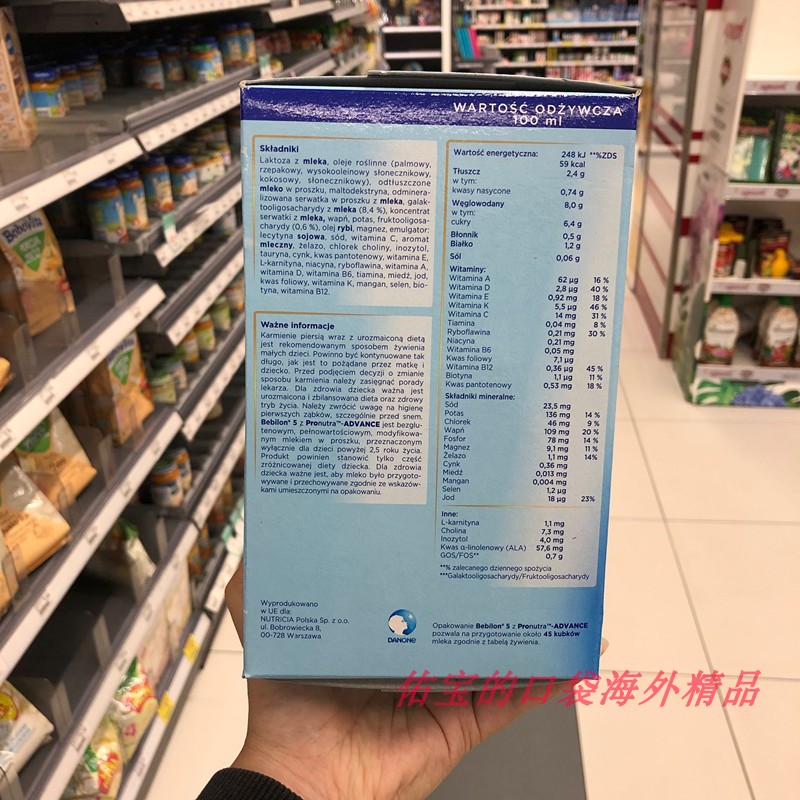 WARTOŚĆ ODŻYWCZA
100 ml
Składniki
Laktoza z mleka, oleje roślinne (palmowy,
rzepakowy, wysokooleinowy słonecznikowy,
kokosowy, słonecznikowy), odtłuszczone
mleko w proszku, maltodekstryna, odminera-
lizowana serwatka w proszku z mleka, galak-
tooligosacharydy z mleka (8,4 %), koncentrat
serwatki z mleka, wapń, potas, fruktooligosa-
charydy (0,6 %), olej rybi, magnez, emulgator:
lecytyna sojowa, sód, witamina C, aromat
mleczny, żelazo, chlorek choliny, inozytol,
tauryna, cynk, kwas pantotenowy, witamina E,
L-karnityna, niacyna, ryboflawina, witamina A,
witamina D, witamina B6, tiamina, miedź, jod,
kwas foliowy, witamina K, mangan, selen, bio-
tyna, witamina B12.
Ważne informacje
Karmienie piersią wraz z urozmaiconą dietą
jest rekomendowanym sposobem żywienia
małych dzieci. Powinno być kontynuowane tak
długo, jak jest to pożądane przez matkę i
dziecko. Przed podjęciem decyzji o zmianie
sposobu karmienia należy zasięgnąć porady
lekarza. Dla zdrowia dziecka ważna jest
urozmaicona i zbilansowana dieta oraz zdrowy
tryb życia. Należy zwrócić uwagę na higienę
pierwszych ząbków, szczególnie przed snem.
Bebilon® 5 z Pronutra™-ADVANCE jest bezglu-
tenowym, pełnowartościowym, modyfikowa-
nym mlekiem w proszku, przeznaczonym
wyłącznie dla dzieci powyżej 2,5 roku życia.
Produkt powinien stanowić tylko część
zróżnicowanej diety dziecka. Dla zdrowia
dziecka ważne jest, aby mleko było przygoto-
wywane i przechowywane zgodnie ze wskazów-
kami umieszczonymi na opakowaniu.
Wyprodukowano
w UE dla:
NUTRICIA Polska Sp. z o.o.
ul. Bobrowiecka 8,
00-728 Warszawa
DANONE
Wartość energetyczna: 248 kJ **%ZDS
59 kcal
Tłuszcz 2,4 g
w tym:
kwasy nasycone 0,74 g
Węglowodany 8,0 g
w tym:
cukry 6,4 g
Błonnik 0,5 g
Białko 1,2 g
Sól 0,06 g
Witaminy:
Witamina A 62 µg 16 %
Witamina D 2,8 µg 40 %
Witamina E 0,92 mg 18 %
Witamina K 5,5 µg 46 %
Witamina C 14 mg 31 %
Tiamina 0,04 mg 8 %
Ryboflawina 0,21 mg 30 %
Niacyna 0,21 mg
Witamina B6 0,05 mg
Kwas foliowy 7,1 µg
Witamina B12 0,36 µg 45 %
Biotyna 1,1 µg 11 %
Kwas pantotenowy 0,53 mg 18 %
Składniki mineralne:
Sód 23,5 mg
Potas 136 mg 14 %
Chlorek 46 mg 9 %
Wapń 109 mg 20 %
Fosfor 78 mg 14 %
Magnez 9,1 mg 11 %
Żelazo 1,1 mg 14%
Cynk 0,36 mg
Miedź 0,013 mg
Mangan 0,004 mg
Selen 1,2 µg
Jod 18 µg 23%
Inne:
L-karnityna 1,1 mg
Cholina 7,3 mg
Inozytol 4,0 mg
Kwas α-linolenowy (ALA) 57,6 mg
GOS/FOS** 0,7 g
**% zalecanego dziennego spożycia
***Galaktooligosacharydy/Fruktooligosacharydy
Opakowanie Bebilon® 5 z Pronutra™-ADVANCE
pozwala na przygotowanie około 45 kubków
mleka zgodnie z tabelą żywienia.
佑宝的口袋海外精品